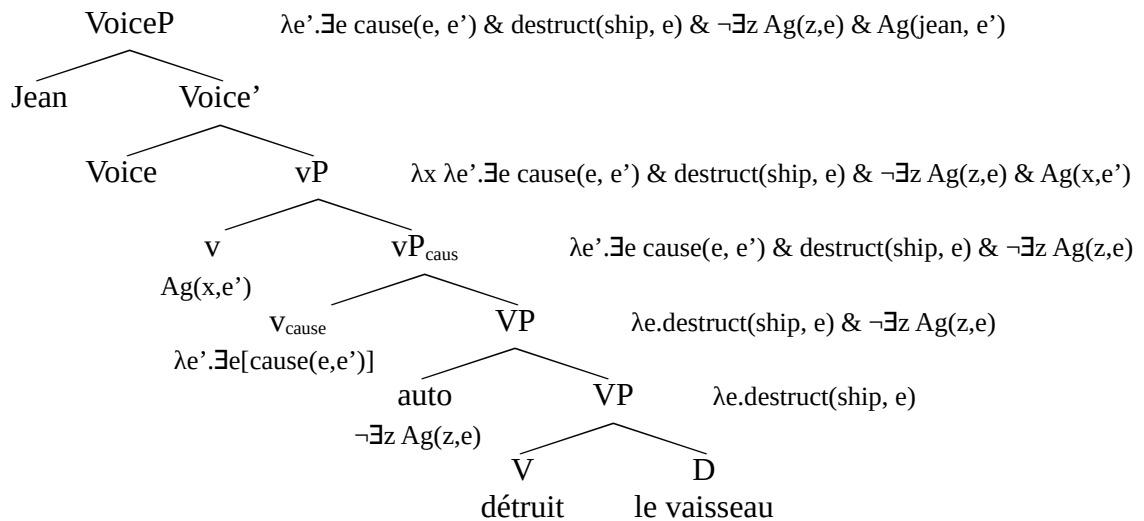 VoiceP λe’.∃e cause(e, e’) & destruct(ship, e) & ¬∃z Ag(z,e) & Ag(jean, e’)
Jean Voice’
Voice vP λx λe’.∃e cause(e, e’) & destruct(ship, e) & ¬∃z Ag(z,e) & Ag(x,e’)
v vPcaus λe’.∃e cause(e, e’) & destruct(ship, e) & ¬∃z Ag(z,e)
Ag(x,e’)
vcause VP λe.destruct(ship, e) & ¬∃z Ag(z,e)
λe’.∃e[cause(e,e’)]
auto VP λe.destruct(ship, e)
¬∃z Ag(z,e)
V D
détruit le vaisseau